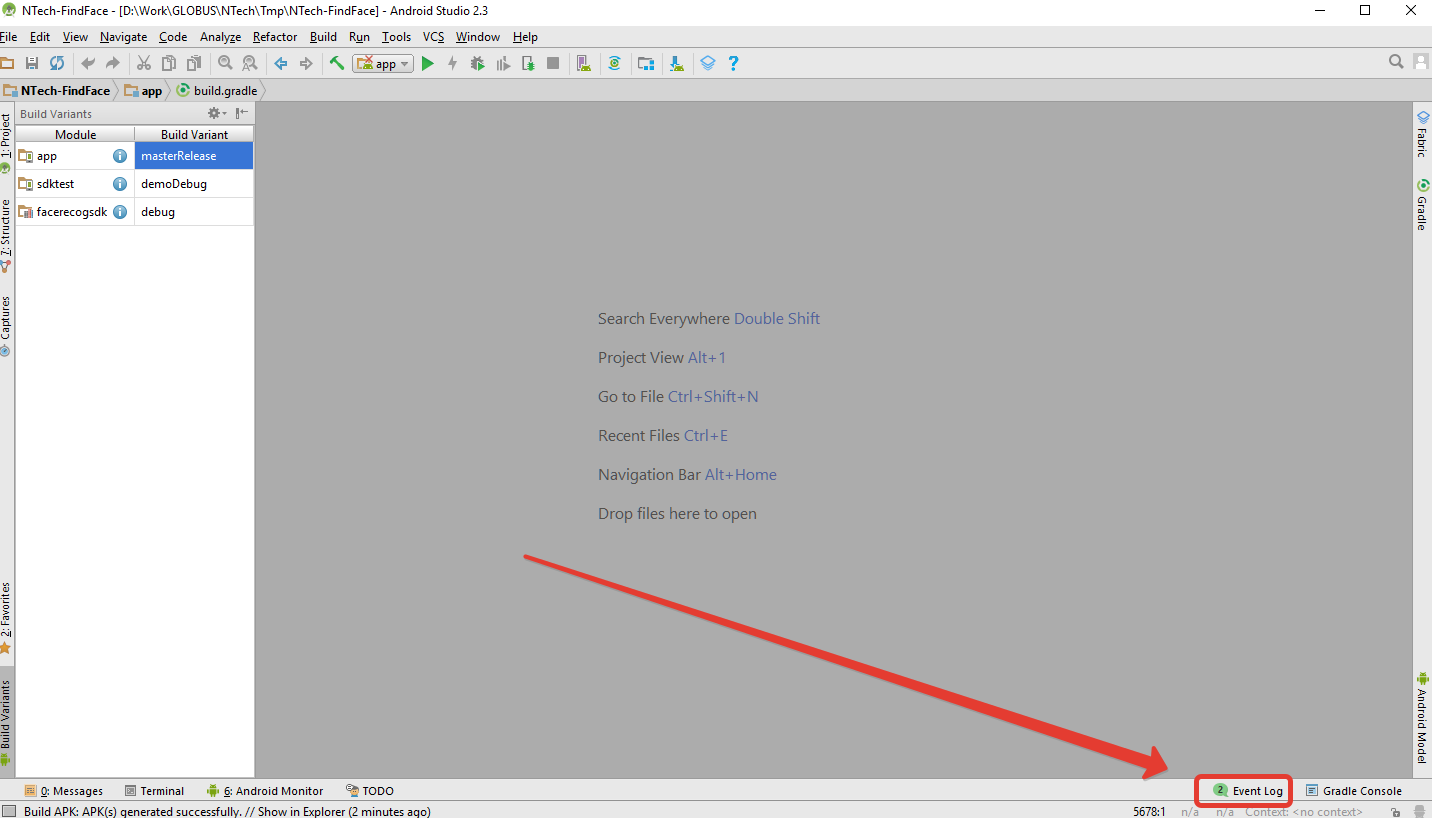 NTech-FindFace - [D:\Work\GLOBUS\NTech\Tmp\NTech-FindFace] - Android Studio 2.3
File Edit View Navigate Code Analyze Refactor Build Run Tools VCS Window Help
app
NTech-FindFace app build.gradle
Build Variants
Module Build Variant
app masterRelease
sdktest demoDebug
facerecogsdk debug
1: Project
7: Structure
Captures
2: Favorites
Build Variants
Search Everywhere Double Shift
Project View Alt+1
Go to File Ctrl+Shift+N
Recent Files Ctrl+E
Navigation Bar Alt+Home
Drop files here to open
Fabric
Gradle
Android Model
0: Messages Terminal 6: Android Monitor TODO 2 Event Log Gradle Console
Build APK: APK(s) generated successfully. // Show in Explorer (2 minutes ago) 5678:1 n/a n/a Context: <no context>